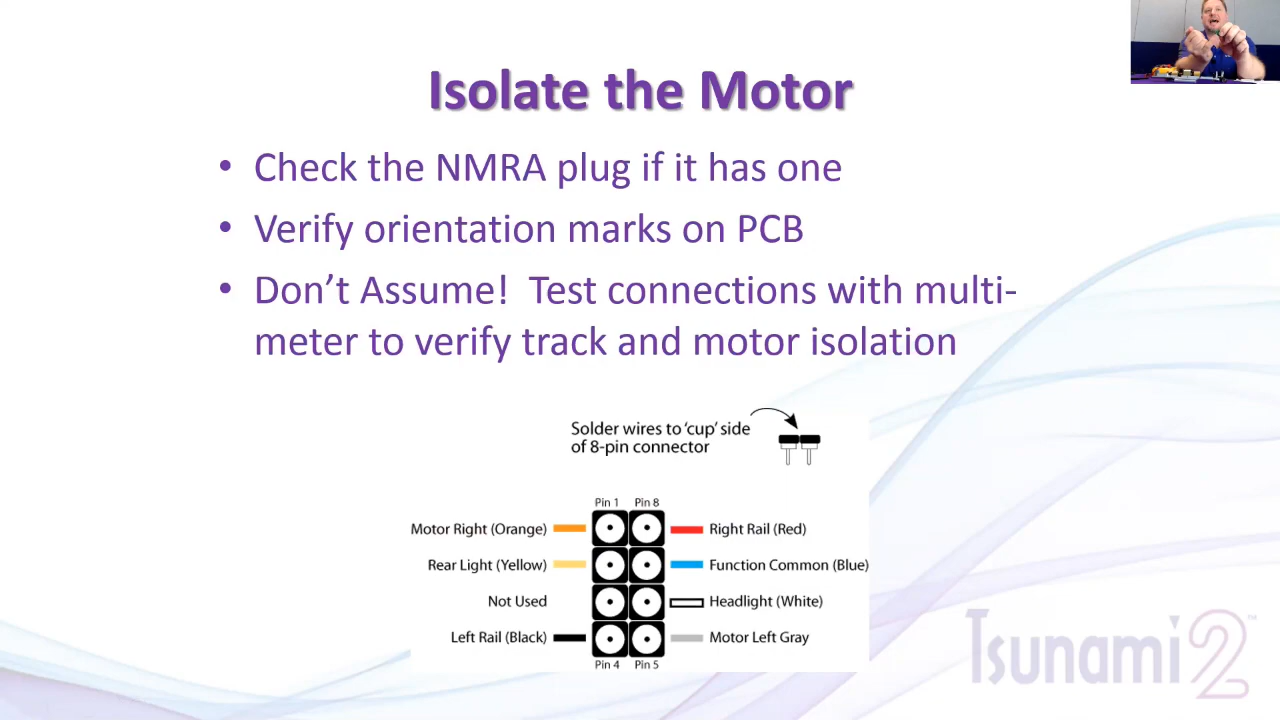 Isolate the Motor
• Check the NMRA plug if it has one
• Verify orientation marks on PCB
• Don't Assume!  Test connections with multi-
meter to verify track and motor isolation
Solder wires to 'cup' side
of 8-pin connector
Pin 1 Pin 8
Motor Right (Orange) Right Rail (Red)
Rear Light (Yellow) Function Common (Blue)
Not Used Headlight (White)
Left Rail (Black) Motor Left Gray
Pin 4 Pin 5
Tsunami2™